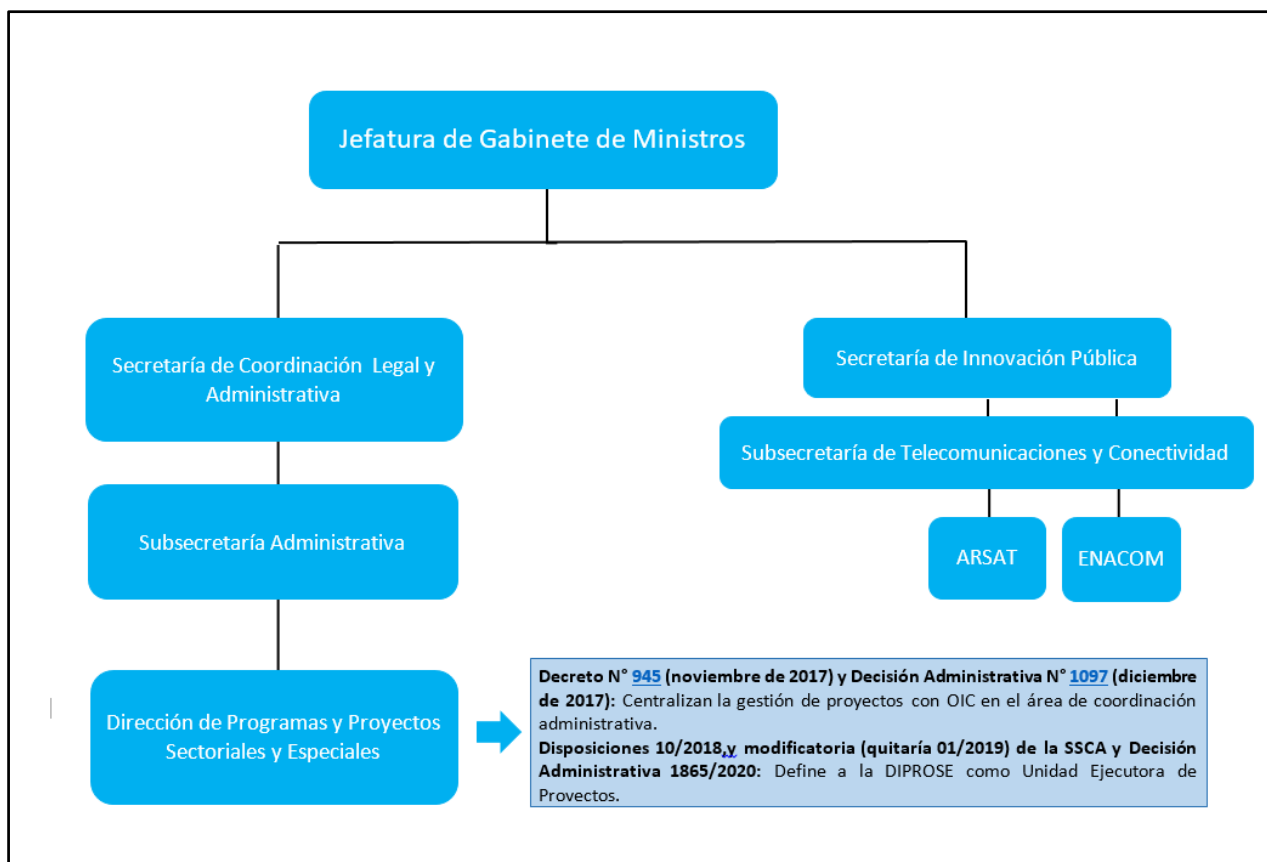 Jefatura de Gabinete de Ministros
Secretaría de Coordinación Legal y
Administrativa
Secretaría de Innovación Pública
Subsecretaría de Telecomunicaciones y Conectividad
Subsecretaría Administrativa
ARSAT
ENACOM
Dirección de Programas y Proyectos
Sectoriales y Especiales
Decreto N° 945 (noviembre de 2017) y Decisión Administrativa N° 1097 (diciembre
de 2017): Centralizan la gestión de proyectos con OIC en el área de coordinación
administrativa.
Disposiciones 10/2018,y modificatoria (quitaría 01/2019) de la SSCA y Decisión
Administrativa 1865/2020: Define a la DIPROSE como Unidad Ejecutora de
Proyectos.